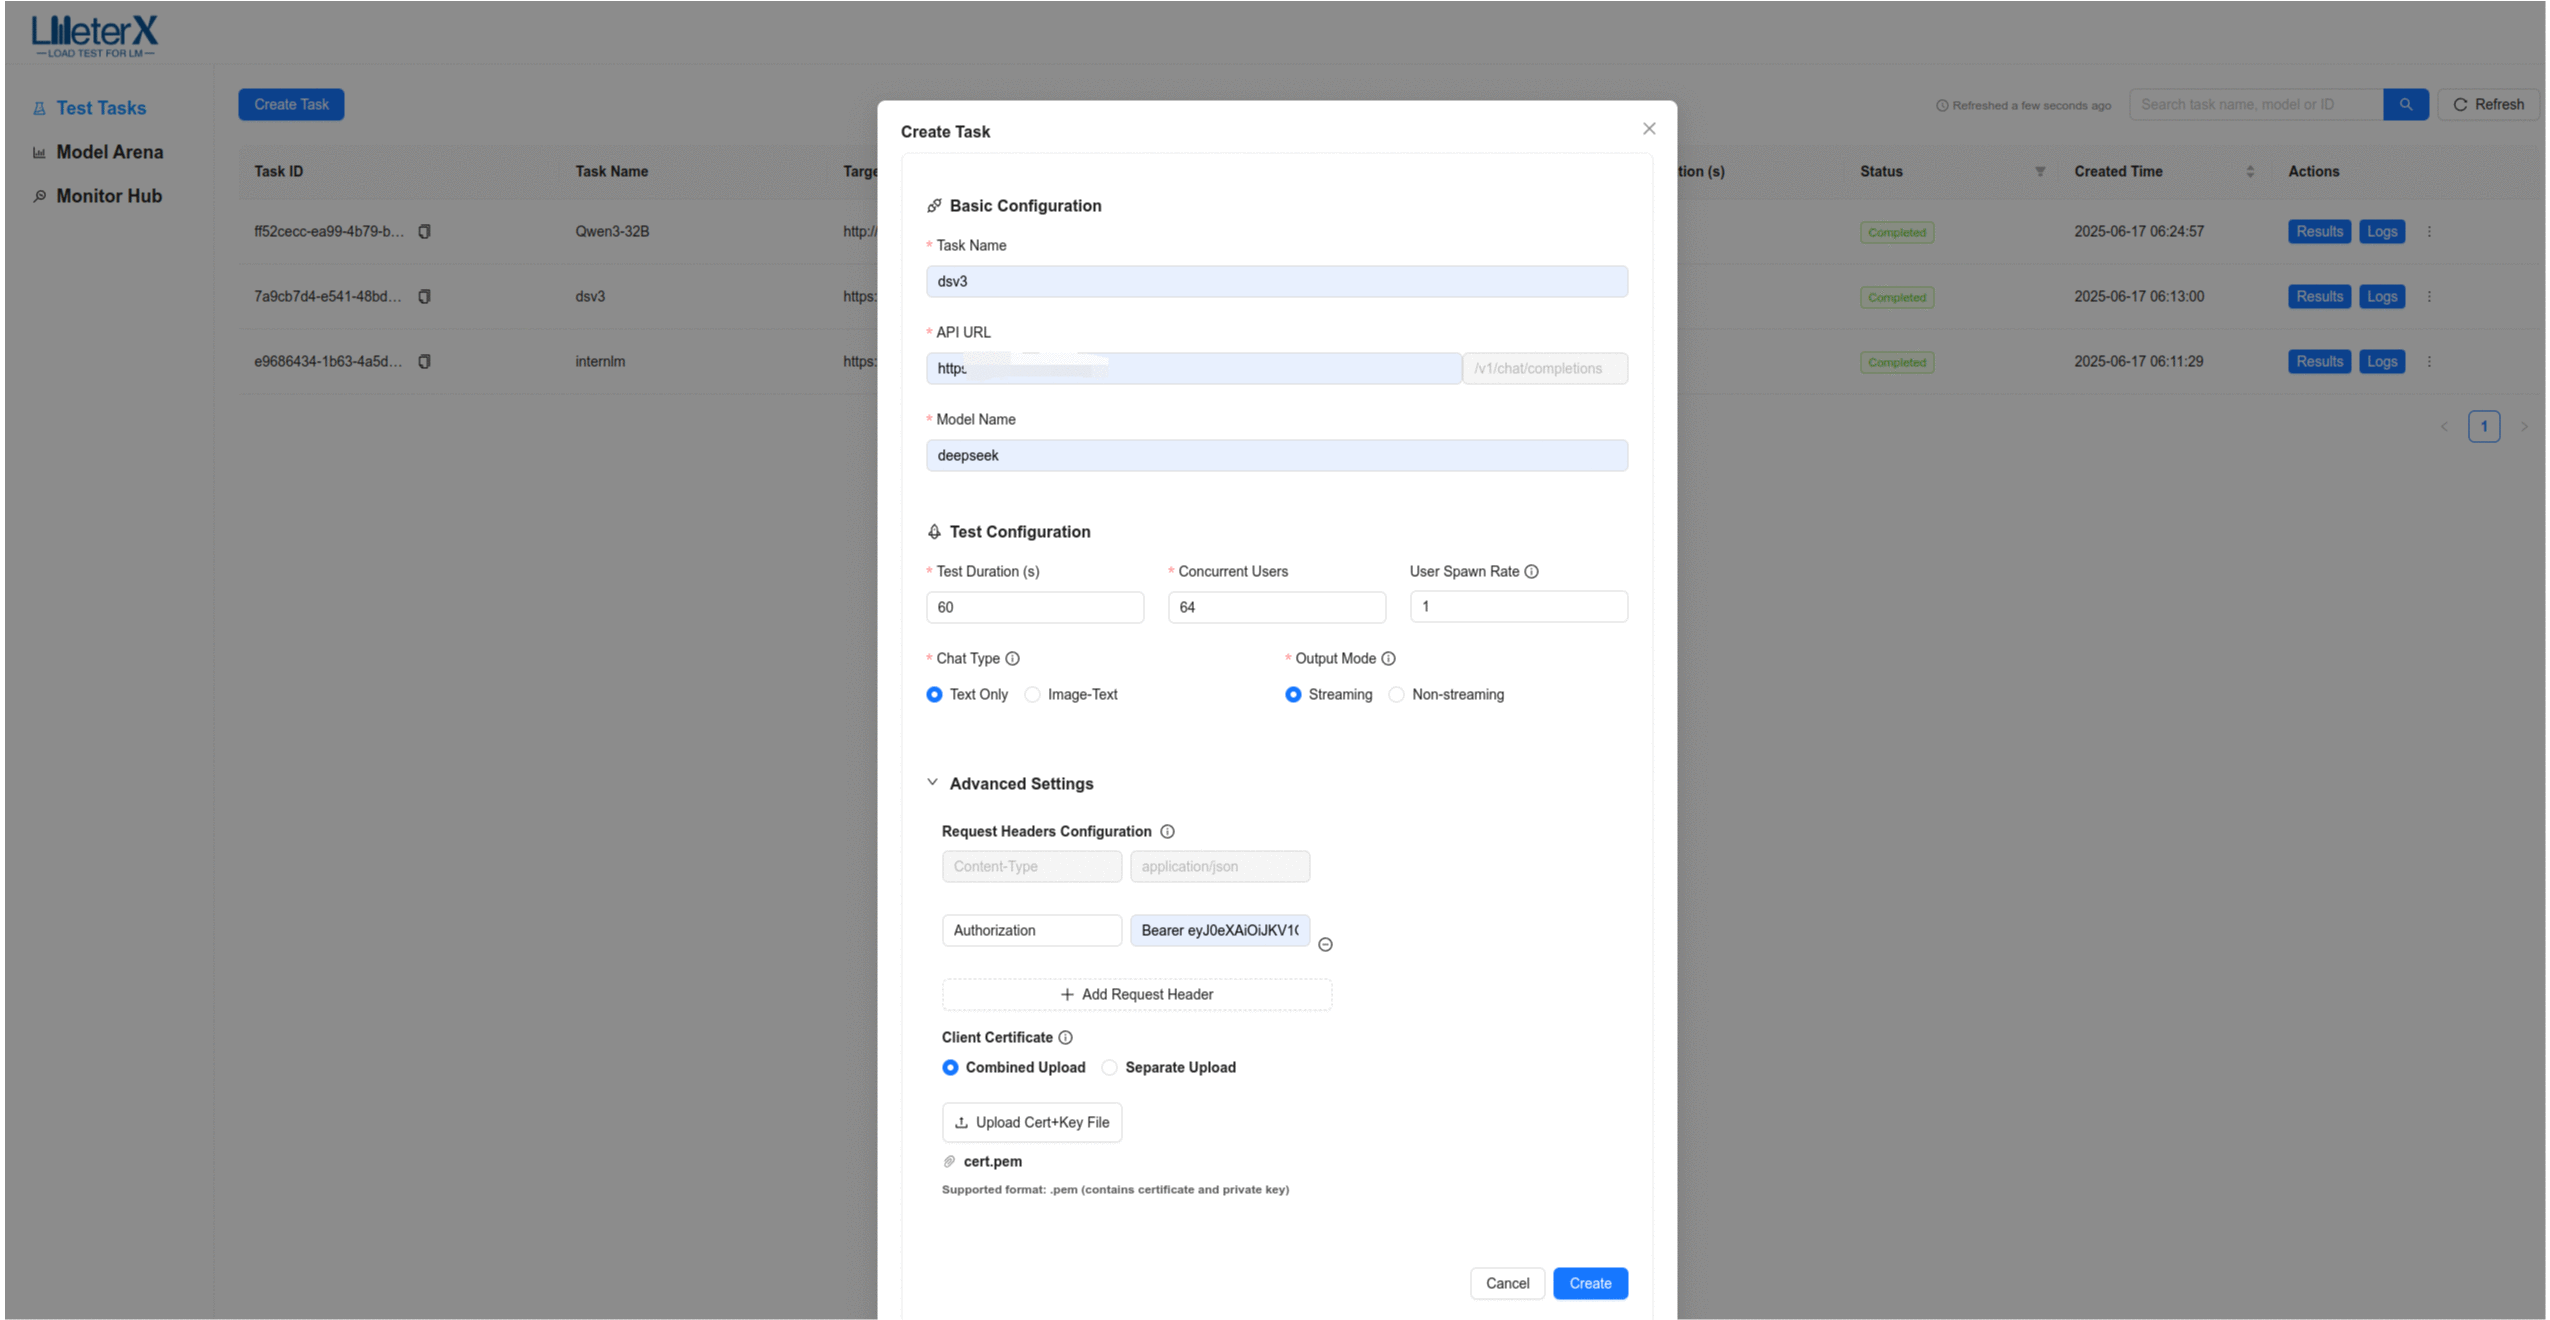 LMeterX
LOAD TEST FOR LM
Test Tasks
Model Arena
Monitor Hub
Create Task
Refreshed a few seconds ago
Search task name, model or ID
Refresh
Task ID Task Name Targe tion (s) Status Created Time Actions
ff52cecc-ea99-4b79-b... Qwen3-32B http:// Completed 2025-06-17 06:24:57 Results Logs
7a9cb7d4-e541-48bd... dsv3 https: Completed 2025-06-17 06:13:00 Results Logs
e9686434-1b63-4a5d... internlm https: Completed 2025-06-17 06:11:29 Results Logs
1
Create Task
Basic Configuration
* Task Name
dsv3
* API URL
https /v1/chat/completions
* Model Name
deepseek
Test Configuration
* Test Duration (s) * Concurrent Users User Spawn Rate
60 64 1
* Chat Type * Output Mode
Text Only Image-Text Streaming Non-streaming
Advanced Settings
Request Headers Configuration
Content-Type application/json
Authorization Bearer eyJ0eXAiOiJKV1
+ Add Request Header
Client Certificate
Combined Upload Separate Upload
Upload Cert+Key File
cert.pem
Supported format: .pem (contains certificate and private key)
Cancel Create